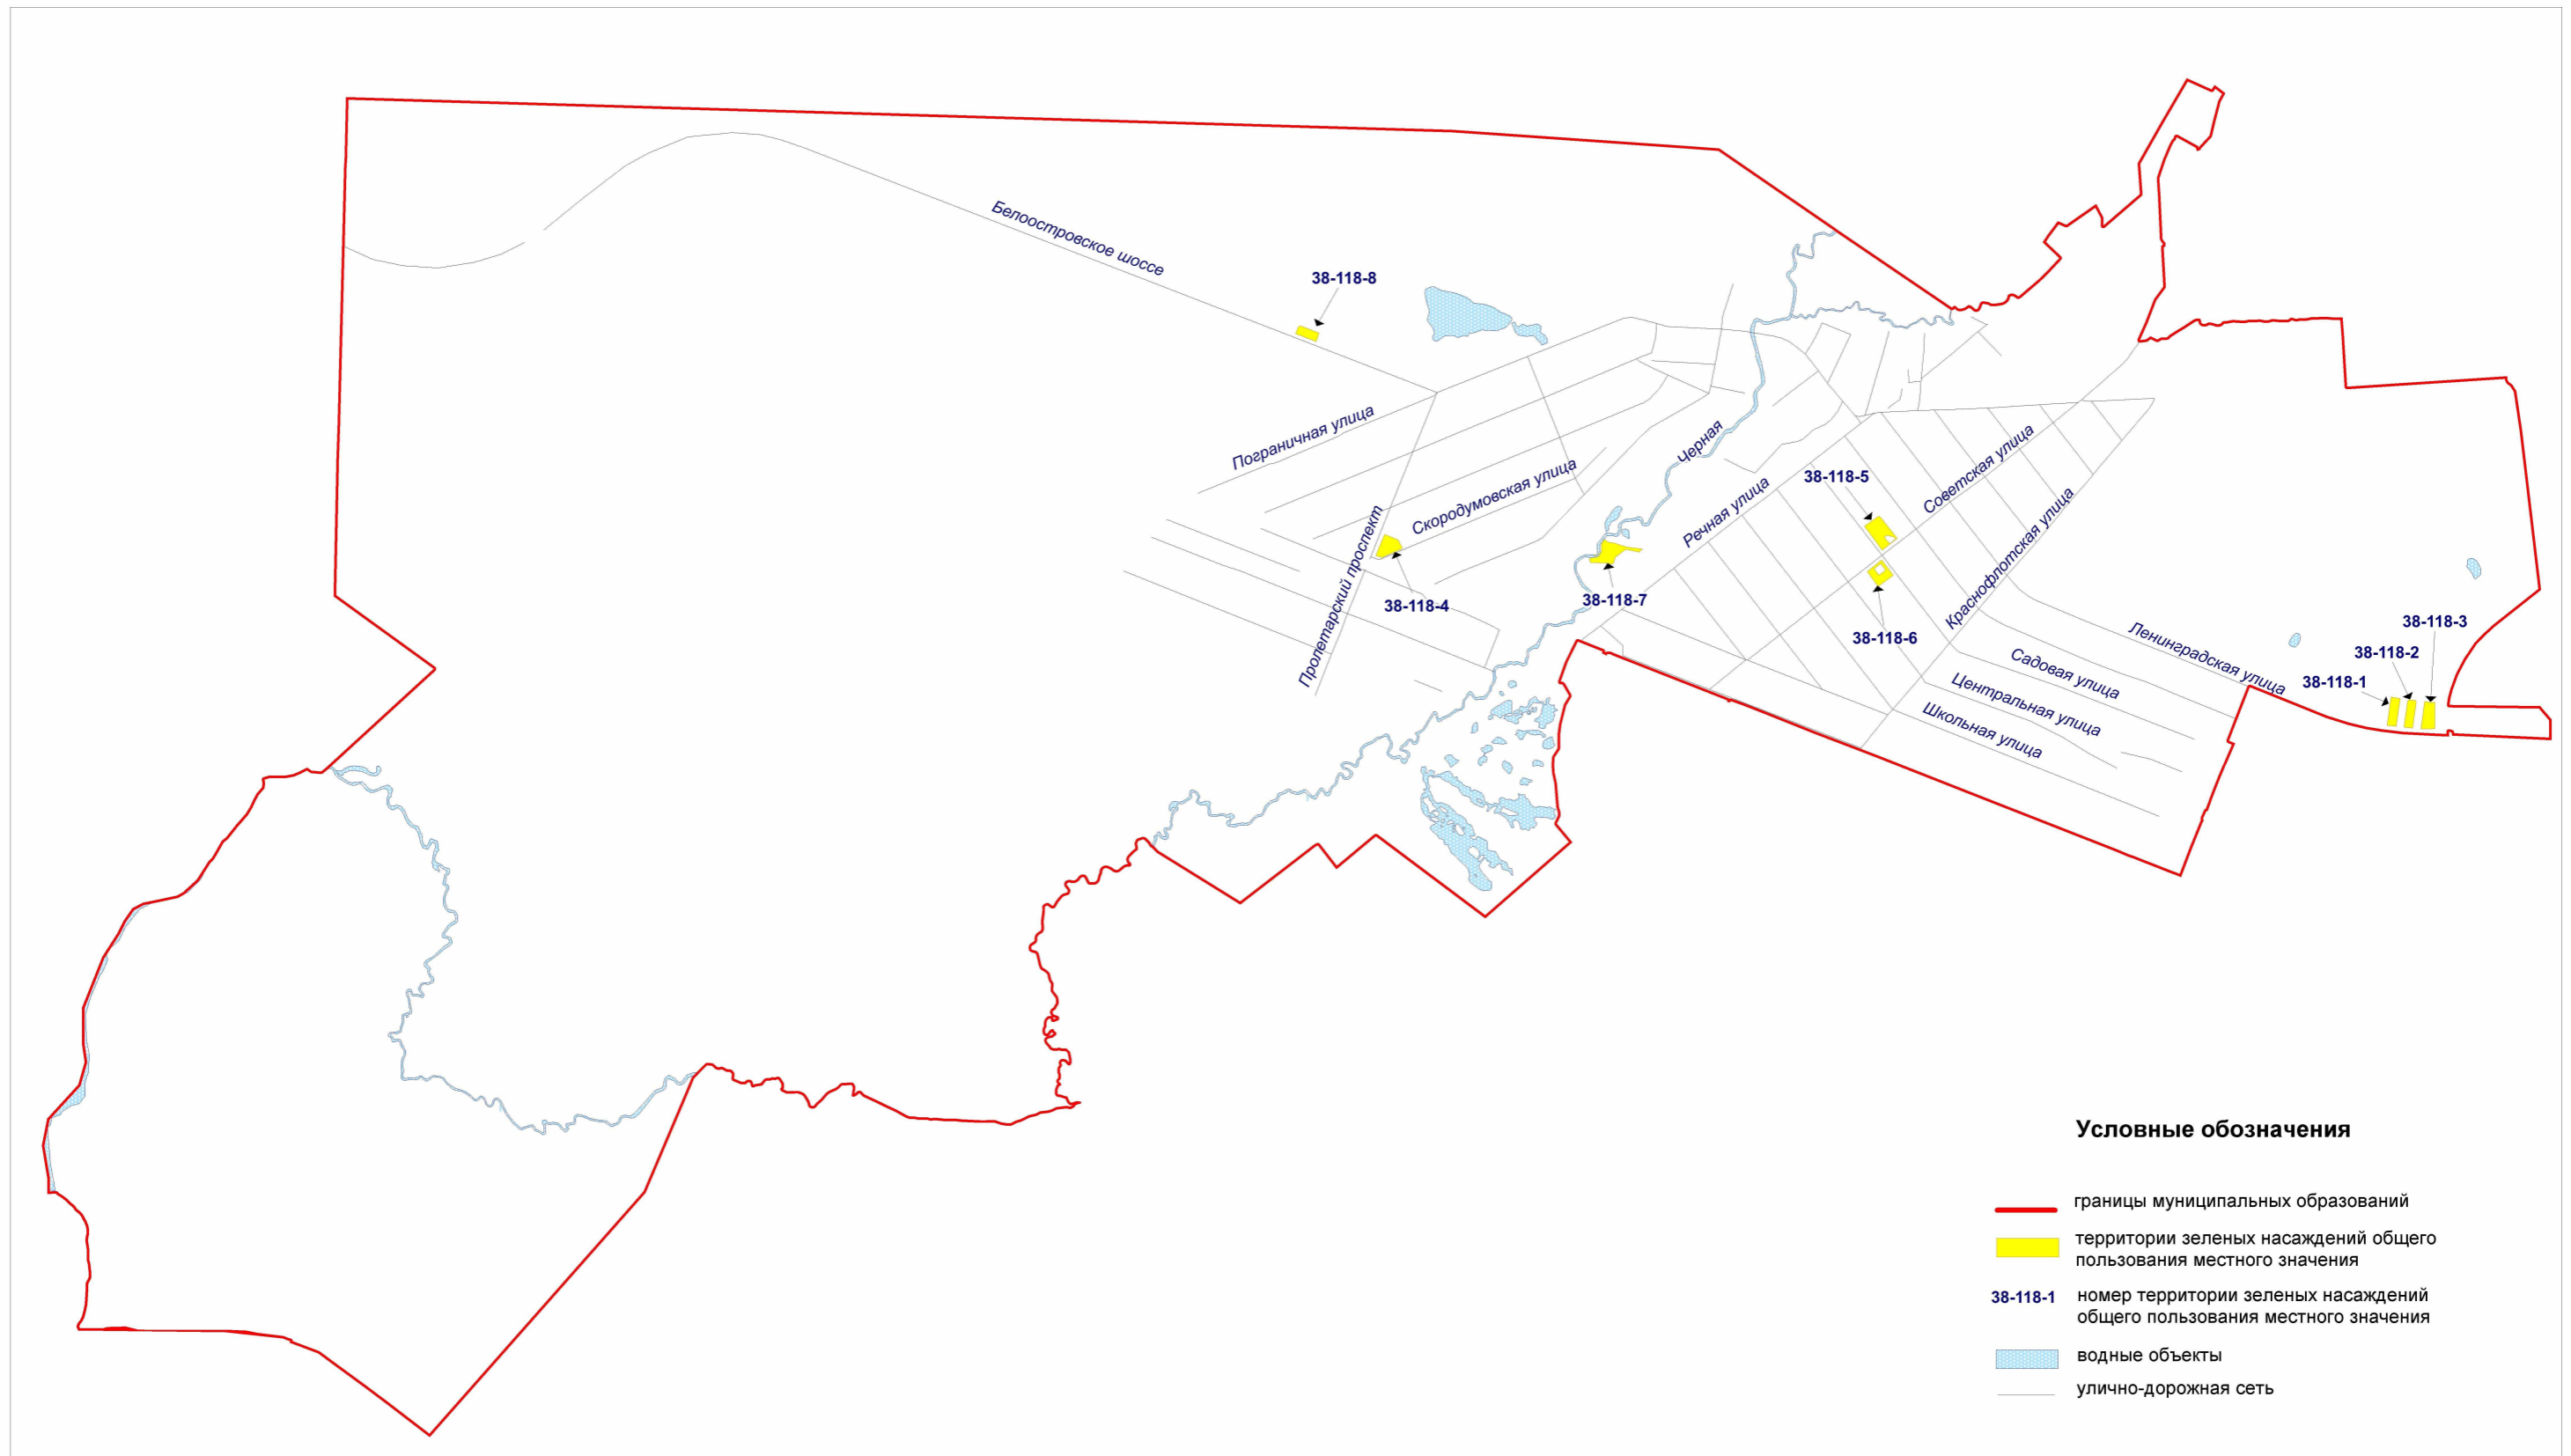 Белоостровское шоссе
38-118-8
Пограничная улица
Черная
Скородумовская улица
38-118-5
Советская улица
Речная улица
Пролетарский проспект
Краснофлотская улица
38-118-4
38-118-7
38-118-6
Ленинградская улица
38-118-3
38-118-2
38-118-1
Садовая улица
Центральная улица
Школьная улица
Условные обозначения
границы муниципальных образований
территории зеленых насаждений общего
пользования местного значения
38-118-1 номер территории зеленых насаждений
общего пользования местного значения
водные объекты
улично-дорожная сеть